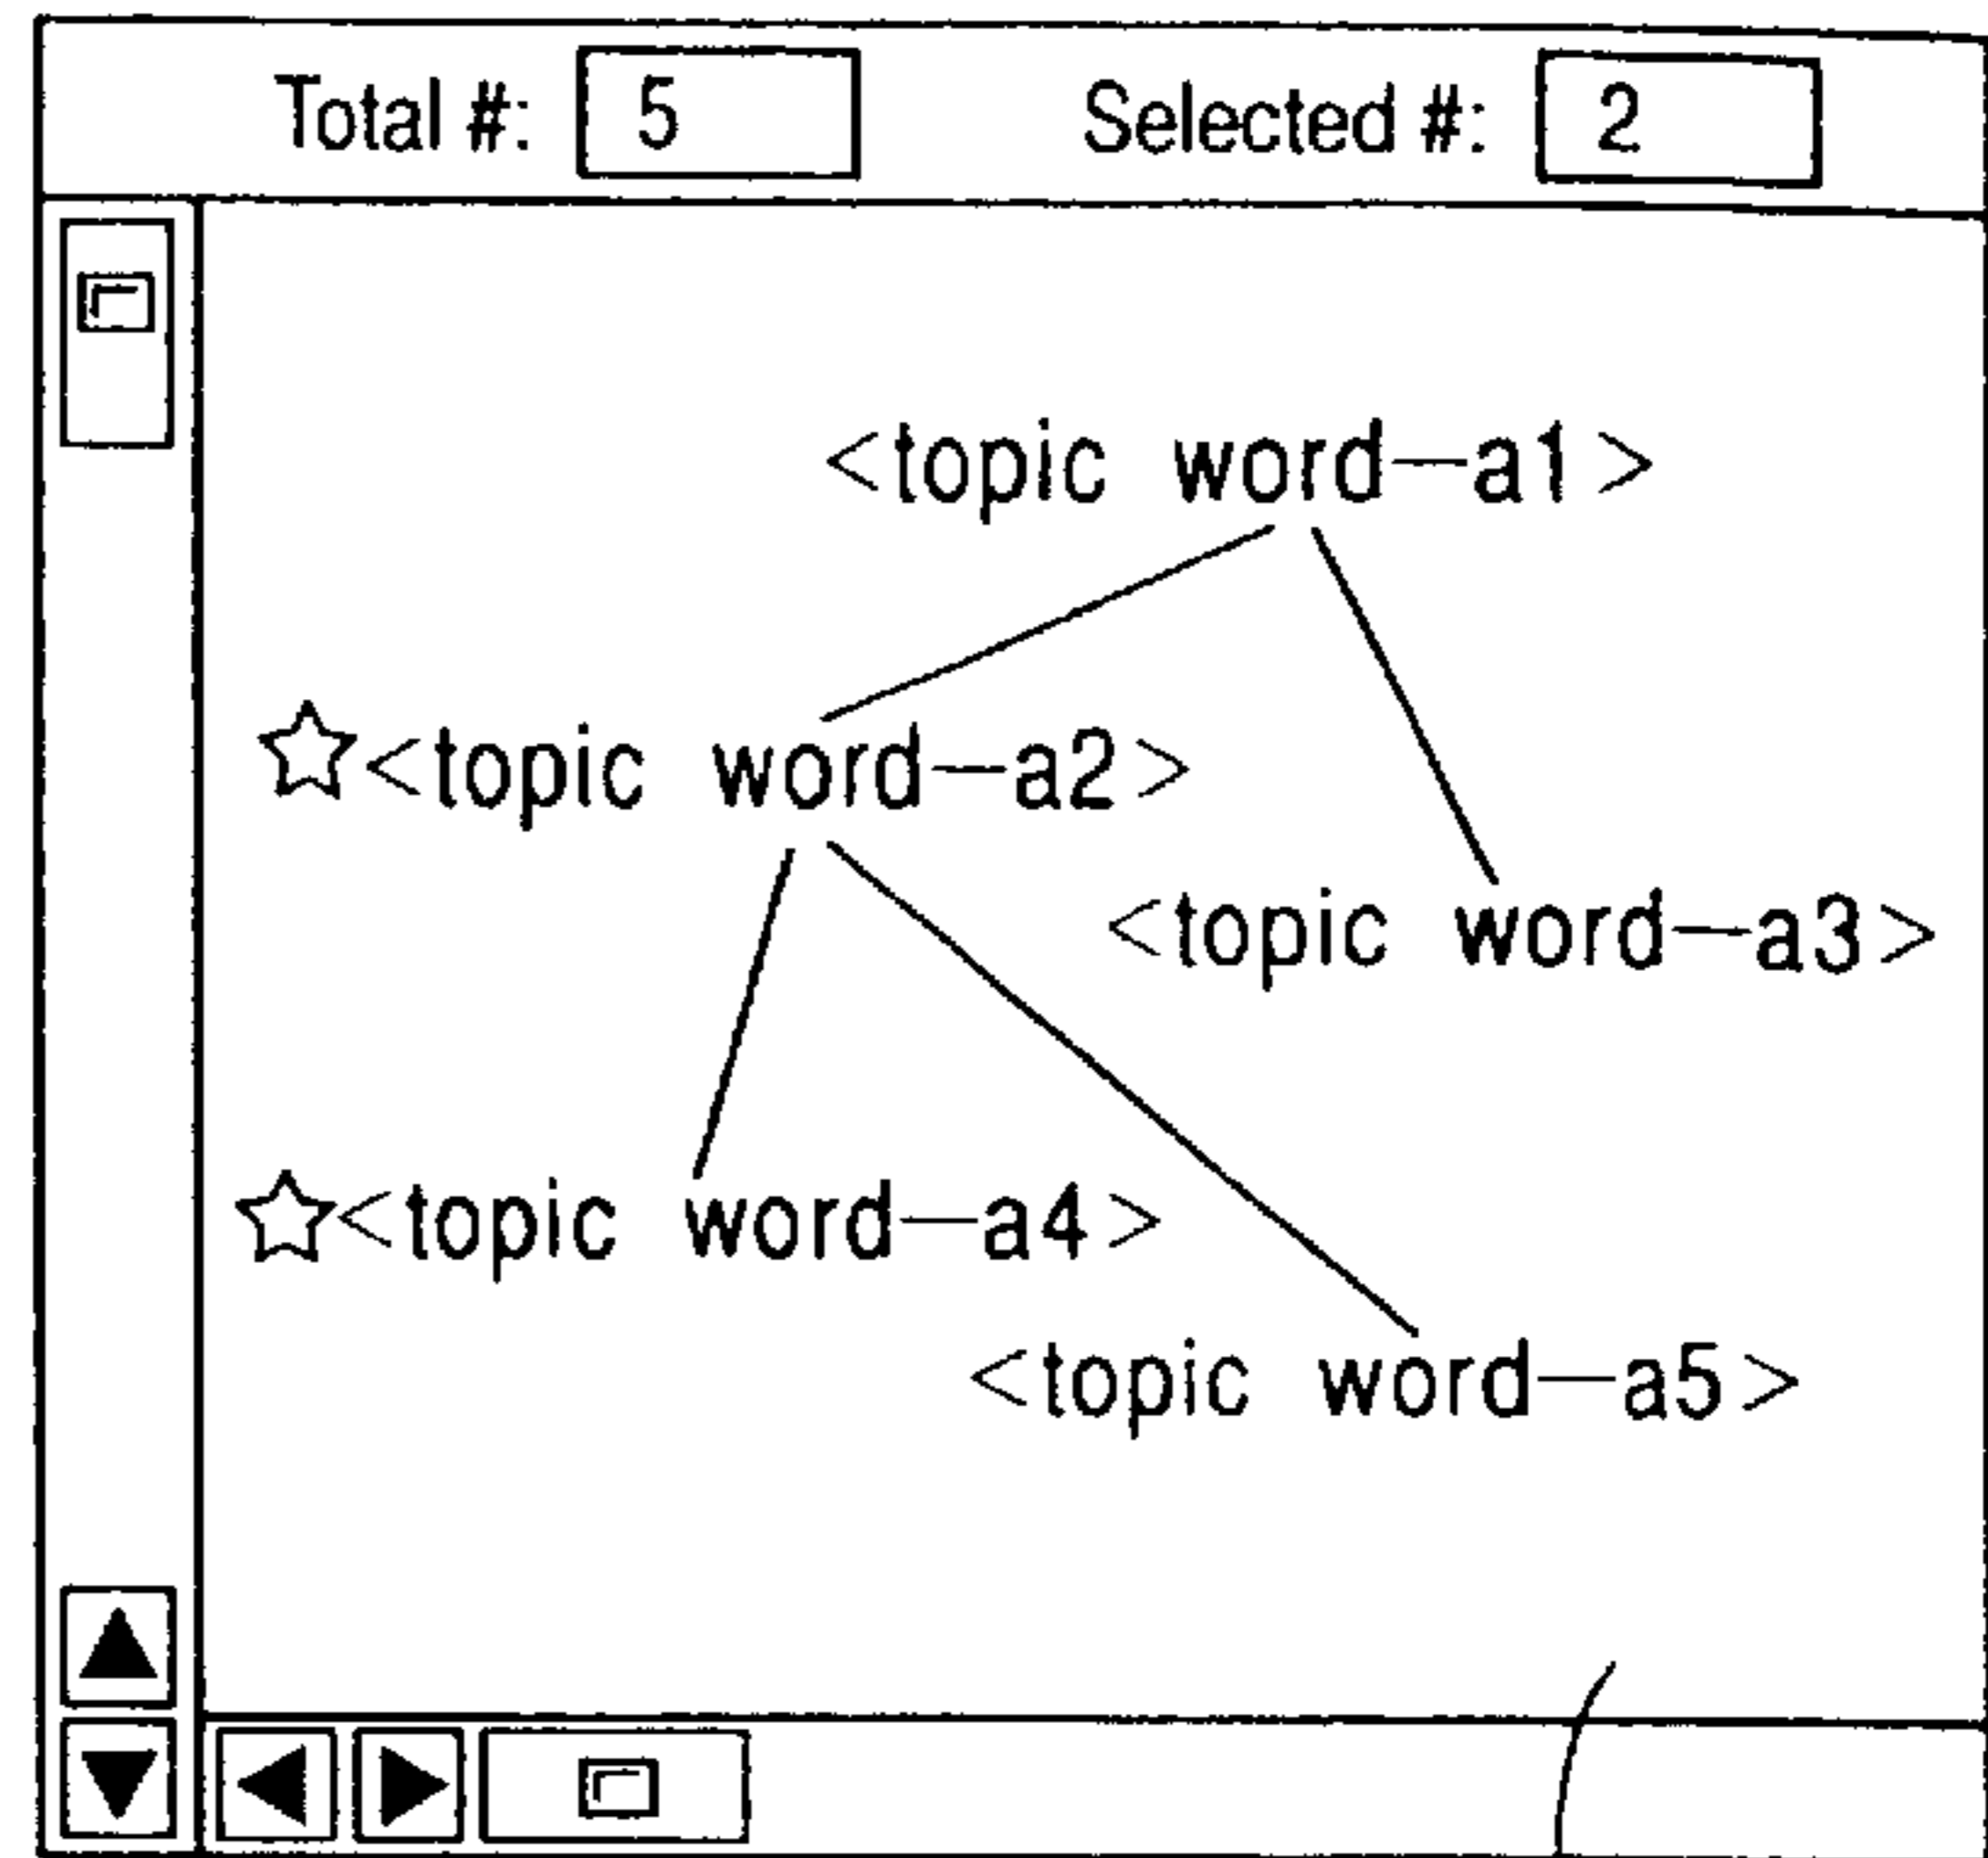 Total #: 5 Selected #: 2
<topic word—a1>
☆<topic word—a2>
<topic word—a3>
☆<topic word—a4>
<topic word—a5>